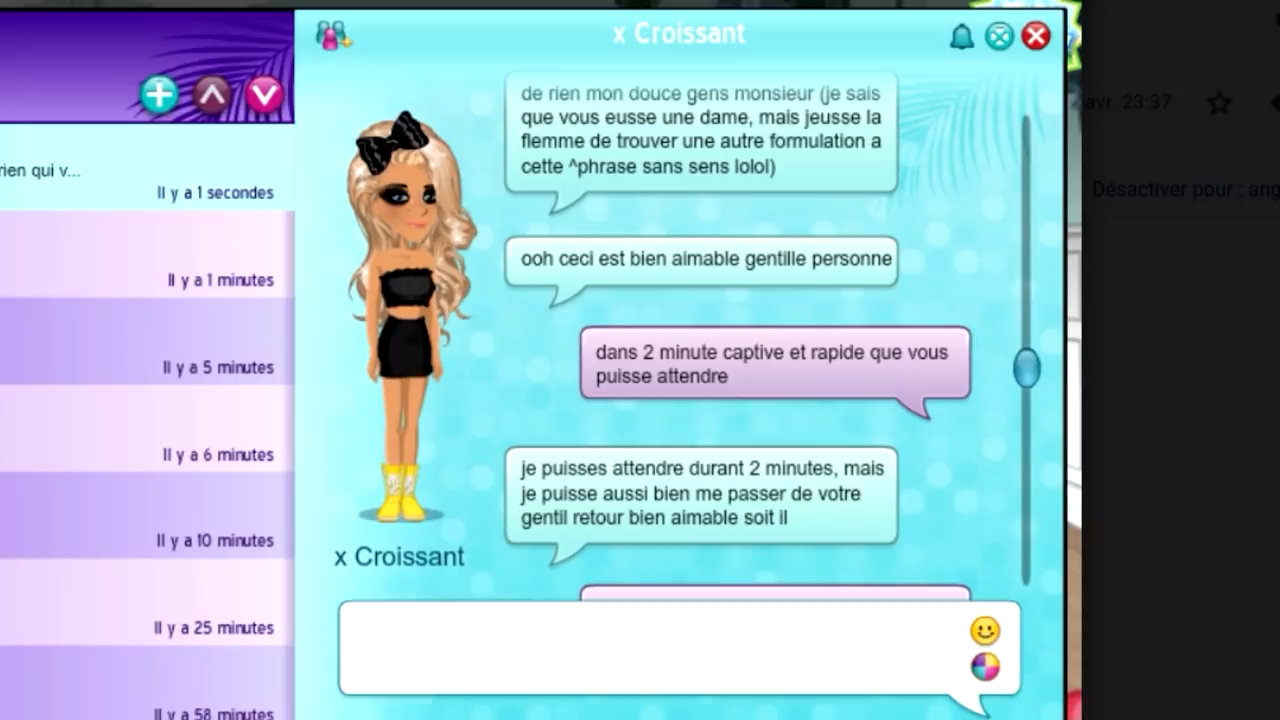 x Croissant
rien qui v...
Il y a 1 secondes
Il y a 1 minutes
Il y a 5 minutes
Il y a 6 minutes
Il y a 10 minutes
Il y a 25 minutes
Il y a 58 minutes
de rien mon douce gens monsieur (je sais
que vous eusse une dame, mais jeusse la
flemme de trouver une autre formulation a
cette ^phrase sans sens lolol)
ooh ceci est bien aimable gentille personne
dans 2 minute captive et rapide que vous
puisse attendre
je puisses attendre durant 2 minutes, mais
je puisse aussi bien me passer de votre
gentil retour bien aimable soit il
x Croissant
avr. 23:37
Désactiver pour : ang